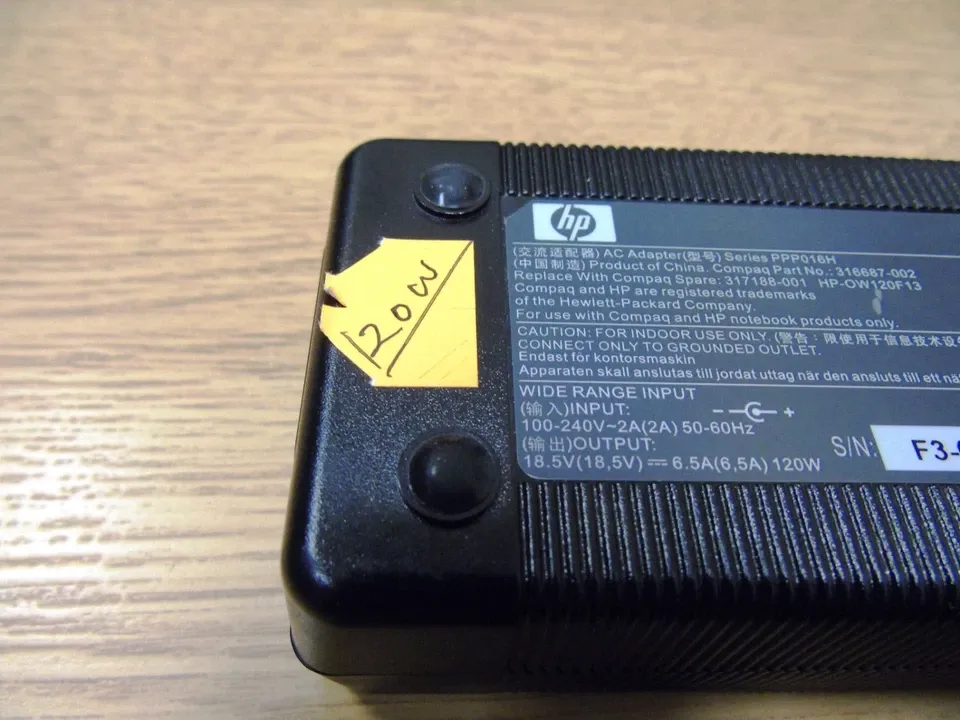 120W
hp
(交流适配器) AC Adapter(型号) Series PPP016H
(中国制造) Product of China. Compaq Part No.: 316687-002
Replace With Compaq Spare: 317188-001 HP-OW120F13
Compaq and HP are registered trademarks
of the Hewlett-Packard Company.
For use with Compaq and HP notebook products only.
CAUTION: FOR INDOOR USE ONLY. (警告: 限使用于信息技术设
CONNECT ONLY TO GROUNDED OUTLET.
Endast för kontorsmaskin
Apparaten skall anslutas till jordat uttag när den ansluts till ett nä
WIDE RANGE INPUT
(输入)INPUT: - +
100-240V~2A(2A) 50-60Hz
(输出)OUTPUT:
18.5V(18,5V) ⎓ 6.5A(6,5A) 120W
S/N: F3-